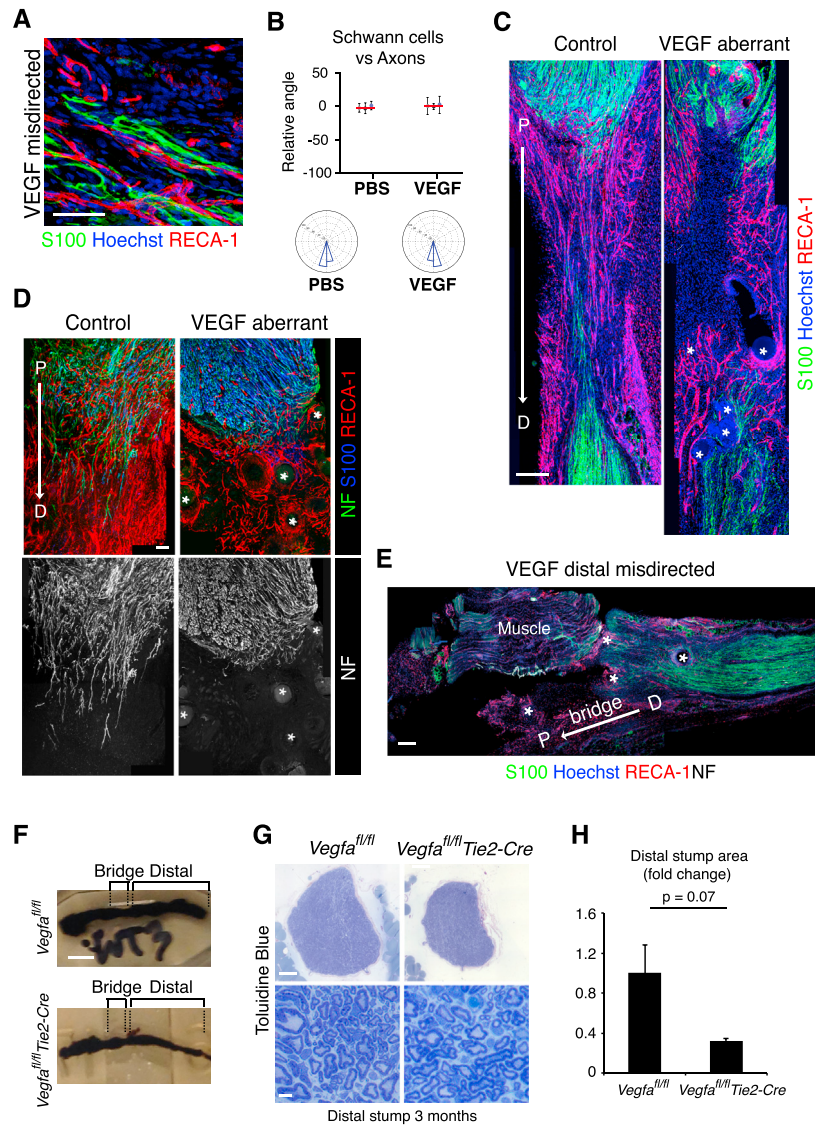 A
VEGF misdirected
S100 Hoechst RECA-1
B
Schwann cells
vs Axons
Relative angle
50
0
-50
-100
PBS
VEGF
PBS
VEGF
C
Control
VEGF aberrant
P
D
S100 Hoechst RECA-1
D
Control
VEGF aberrant
P
D
*
*
*
*
NF S100 RECA-1
*
*
*
*
NF
*
*
*
*
*
E
VEGF distal misdirected
Muscle
*
*
*
*
bridge
D
P
S100 Hoechst RECA-1NF
F
Bridge Distal
Vegfa^fl/fl
WT3
Bridge Distal
Vegfa^fl/fl Tie2-Cre
G
Vegfa^fl/fl
Vegfa^fl/fl Tie2-Cre
Toluidine Blue
Distal stump 3 months
H
Distal stump area
(fold change)
p = 0.07
1.6
1.2
0.8
0.4
0
Vegfa^fl/fl
Vegfa^fl/fl Tie2-Cre